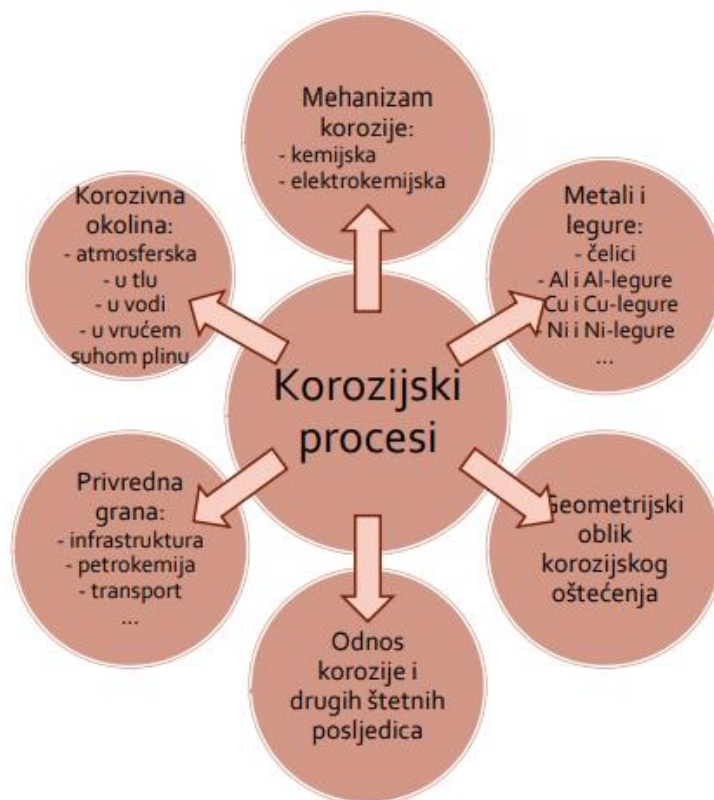 Mehanizam
korozije:
- kemijska
- elektrokemijska
Metali i
legure:
- čelici
- Al i Al-legure
Cu i Cu-legure
- Ni i Ni-legure
...
Geometrijski
oblik
korozijskog
oštećenja
Odnos
korozije i
drugih štetnih
posljedica
Privredna
grana:
- infrastruktura
- petrokemija
- transport
...
Korozivna
okolina:
- atmosferska
- u tlu
- u vodi
- u vrućem
suhom plinu
Korozijski
procesi